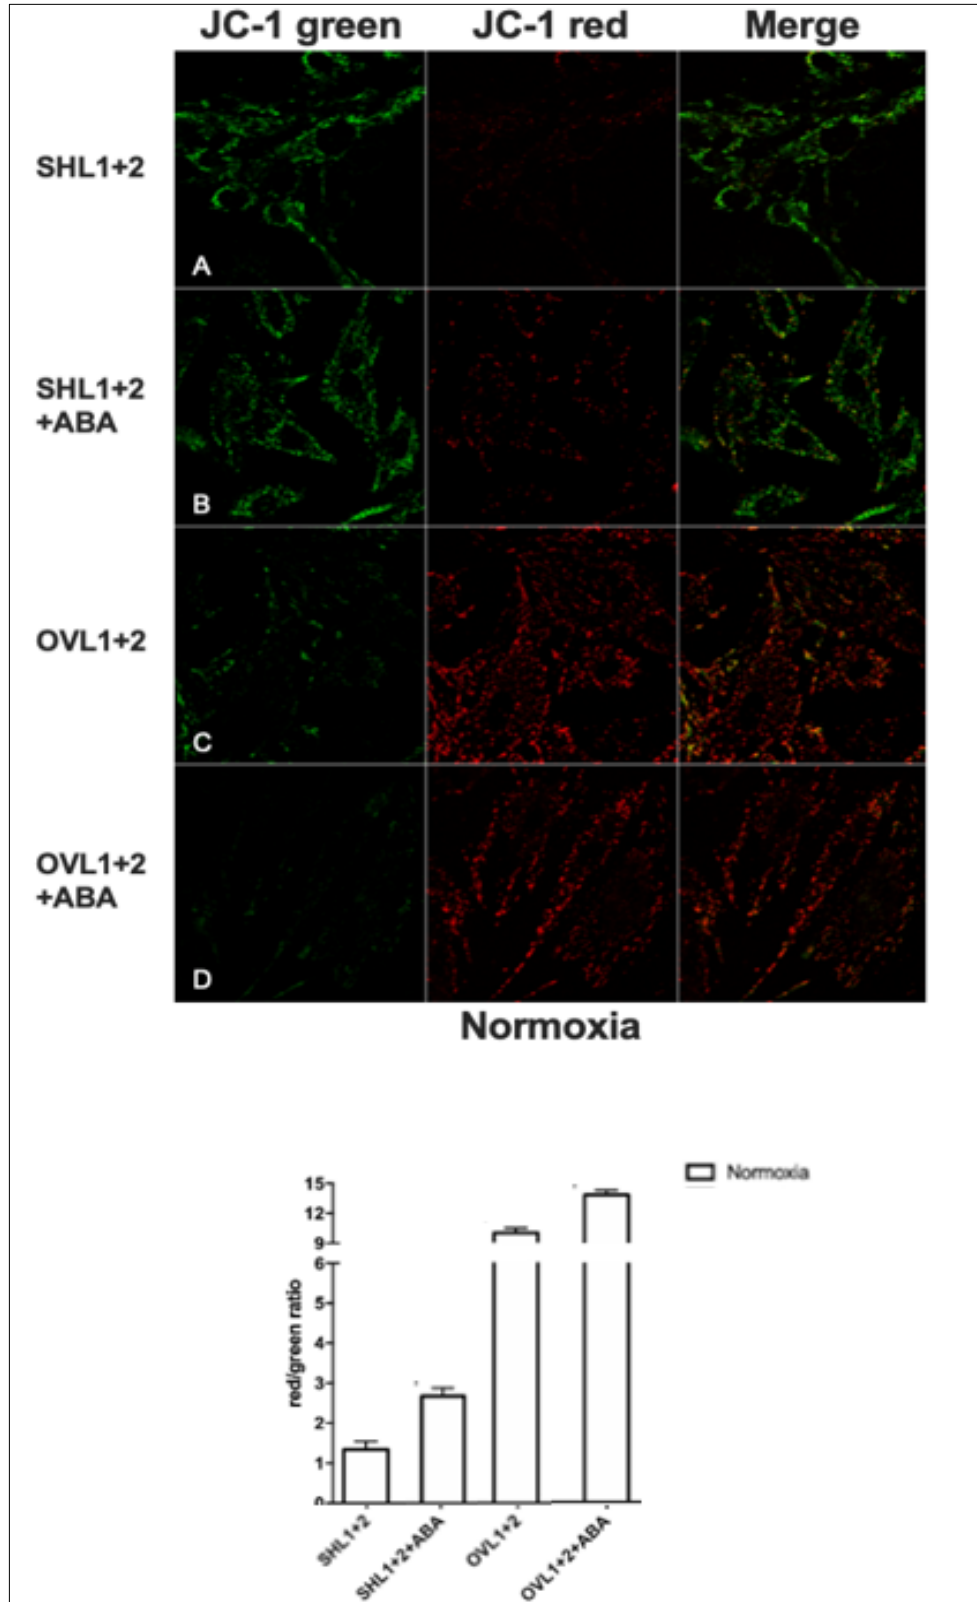 JC-1 green JC-1 red Merge
SHL1+2
A
SHL1+2
+ABA
B
OVL1+2
C
OVL1+2
+ABA
D
Normoxia
Normoxia
15
12
9
6
5
4
3
2
1
0
red/green ratio
SHL1+2
SHL1+2+ABA
OVL1+2
OVL1+2+ABA